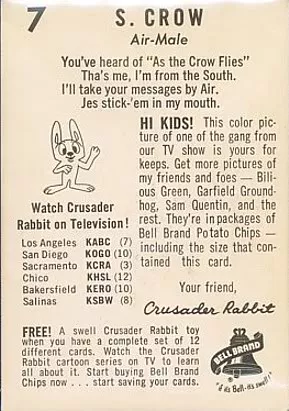 7
S. CROW
Air-Male
You've heard of "As the Crow Flies"
Tha's me, I'm from the South.
I'll take your messages by Air.
Jes stick-'em in my mouth.
HI KIDS! This color pic-
ture of one of the gang from
our TV show is yours for
keeps. Get more pictures of
my friends and foes — Bili-
ous Green, Garfield Ground-
hog, Sam Quentin, and the
rest. They're in packages of
Bell Brand Potato Chips —
including the size that con-
tained this card.
Your friend,
Crusader Rabbit
Watch Crusader
Rabbit on Television!
Los Angeles KABC (7)
San Diego KOGO (10)
Sacramento KCRA (3)
Chico KHSL (12)
Bakersfield KERO (10)
Salinas KSBW (8)
FREE! A swell Crusader Rabbit toy
when you have a complete set of 12
different cards. Watch the Crusader
Rabbit cartoon series on TV to learn
all about it. Start buying Bell Brand
Chips now . . . start saving your cards.
BELL BRAND
"if it's Bell-it's swell!"